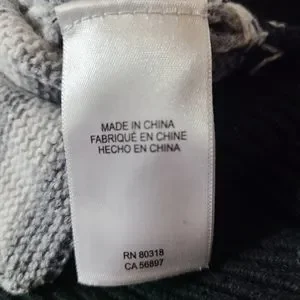 MADE IN CHINA
FABRIQUÉ EN CHINE
HECHO EN CHINA
RN 80318
CA 56897